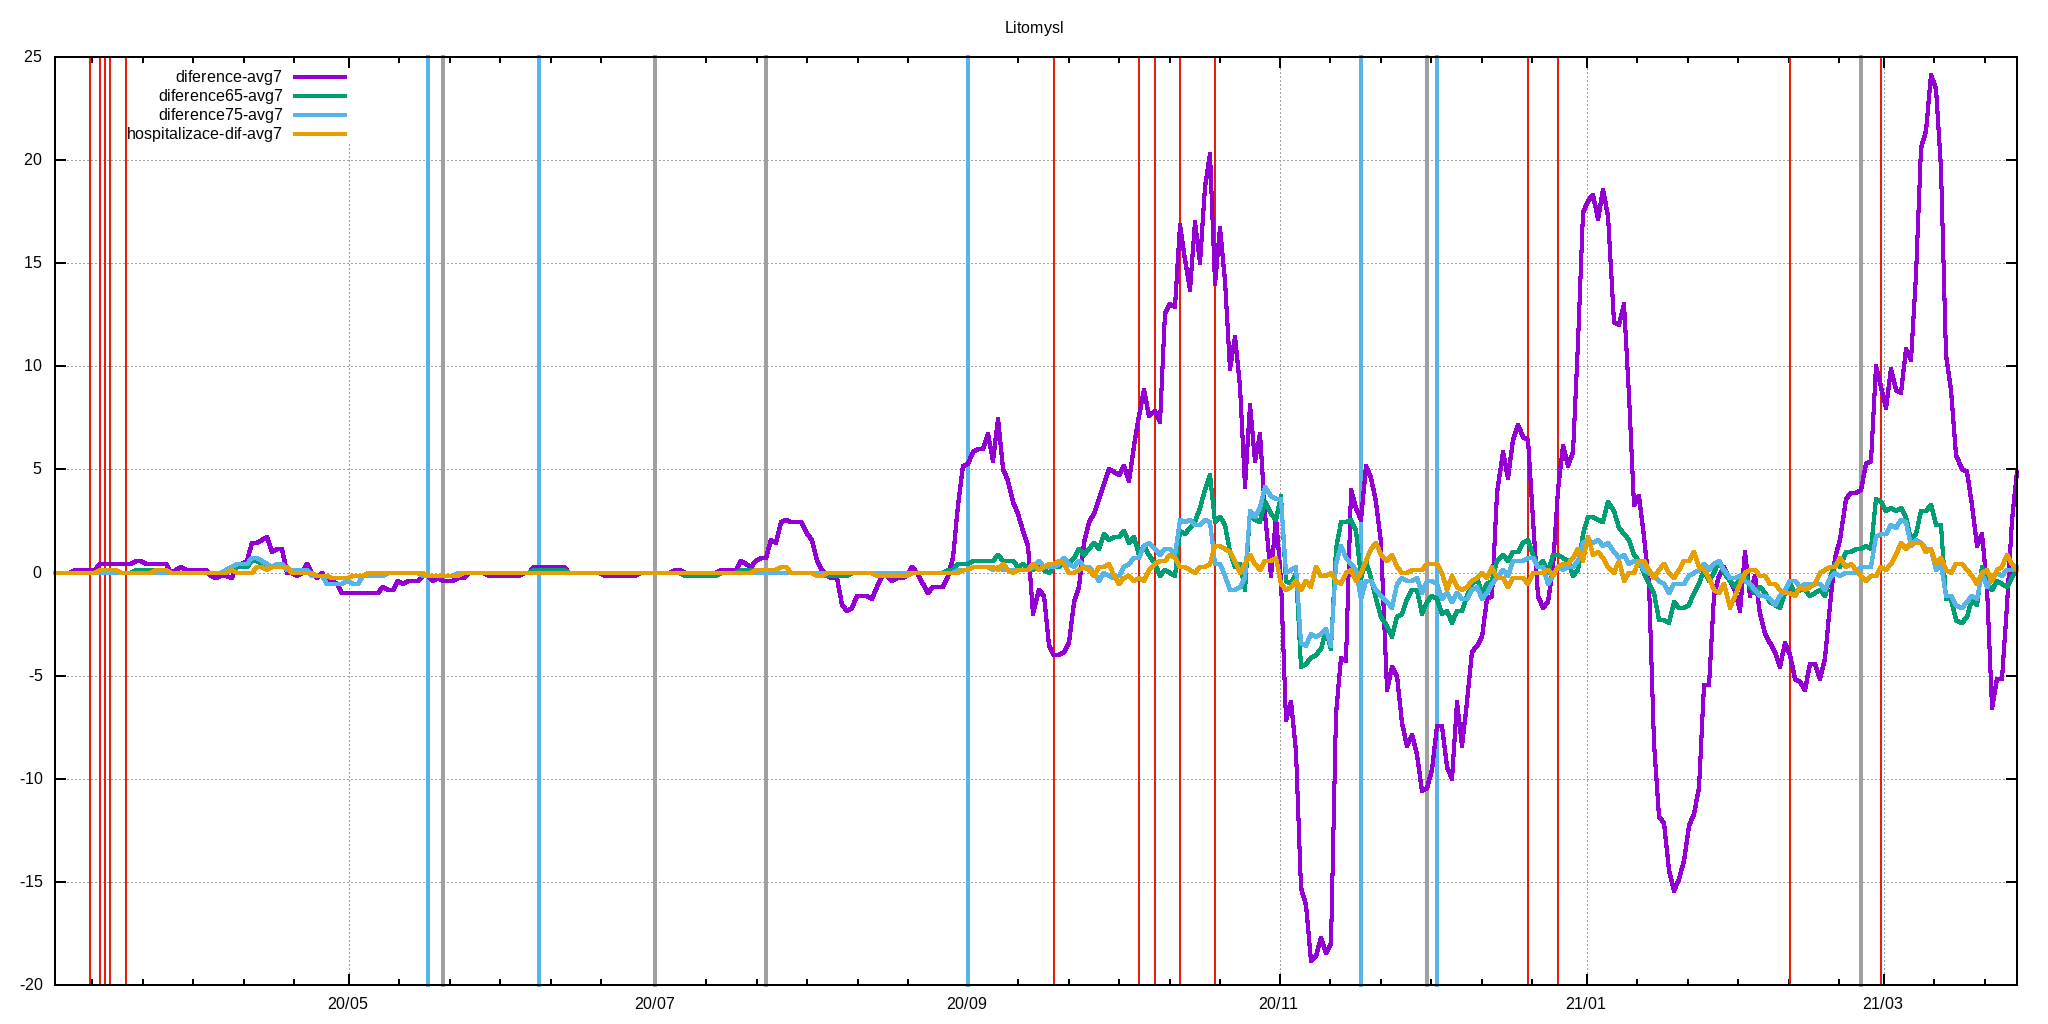 Litomysl
25
diference-avg7
diference65-avg7
diference75-avg7
hospitalizace-dif-avg7
20
15
10
5
0
-5
-10
-15
-20
20/05 20/07 20/09 20/11 21/01 21/03